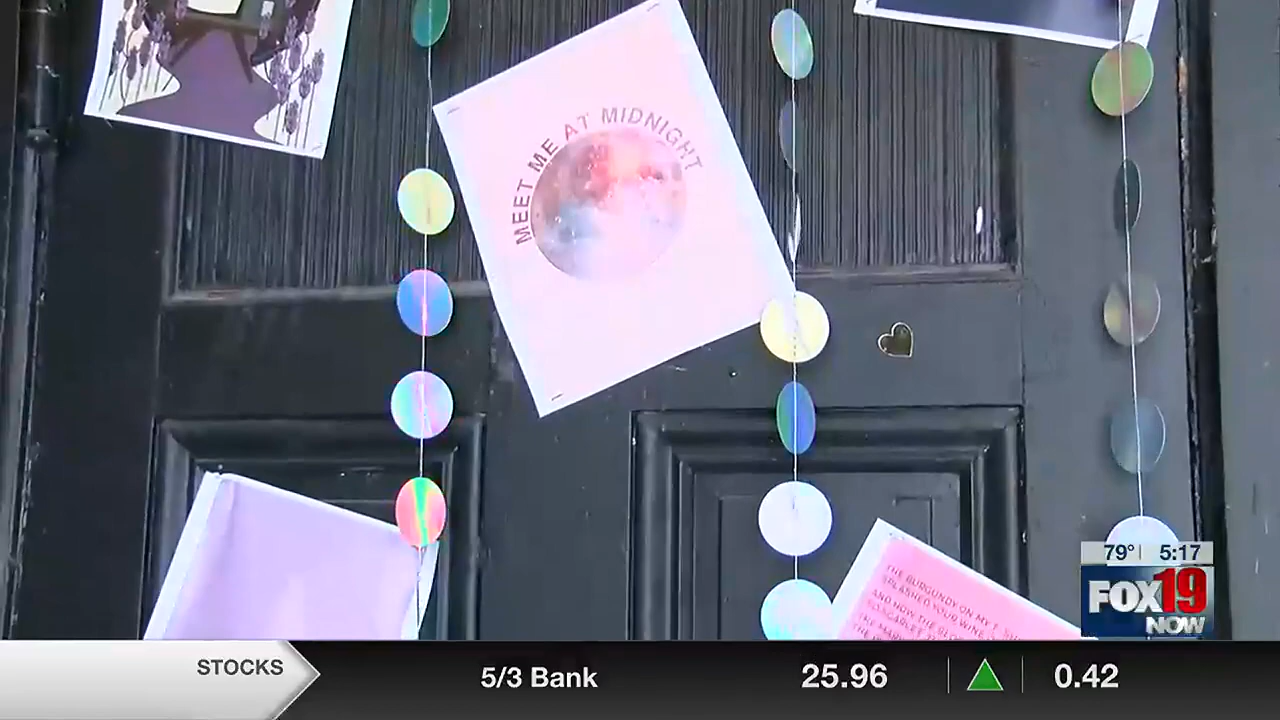 MEET ME AT MIDNIGHT
THE BURGUNDY ON MY T-SHIRT
SPLASHED YOUR WINE
AND HOW THE BLOO
79° 5:17
FOX19
NOW
STOCKS 5/3 Bank 25.96 0.42